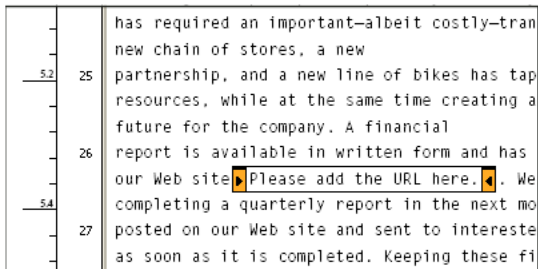 has required an important—albeit costly—tran
new chain of stores, a new
5.2 25 partnership, and a new line of bikes has tap
resources, while at the same time creating a
future for the company. A financial
26 report is available in written form and has
our Web site Please add the URL here. . We
5.4 completing a quarterly report in the next mo
27 posted on our Web site and sent to intereste
as soon as it is completed. Keeping these fi